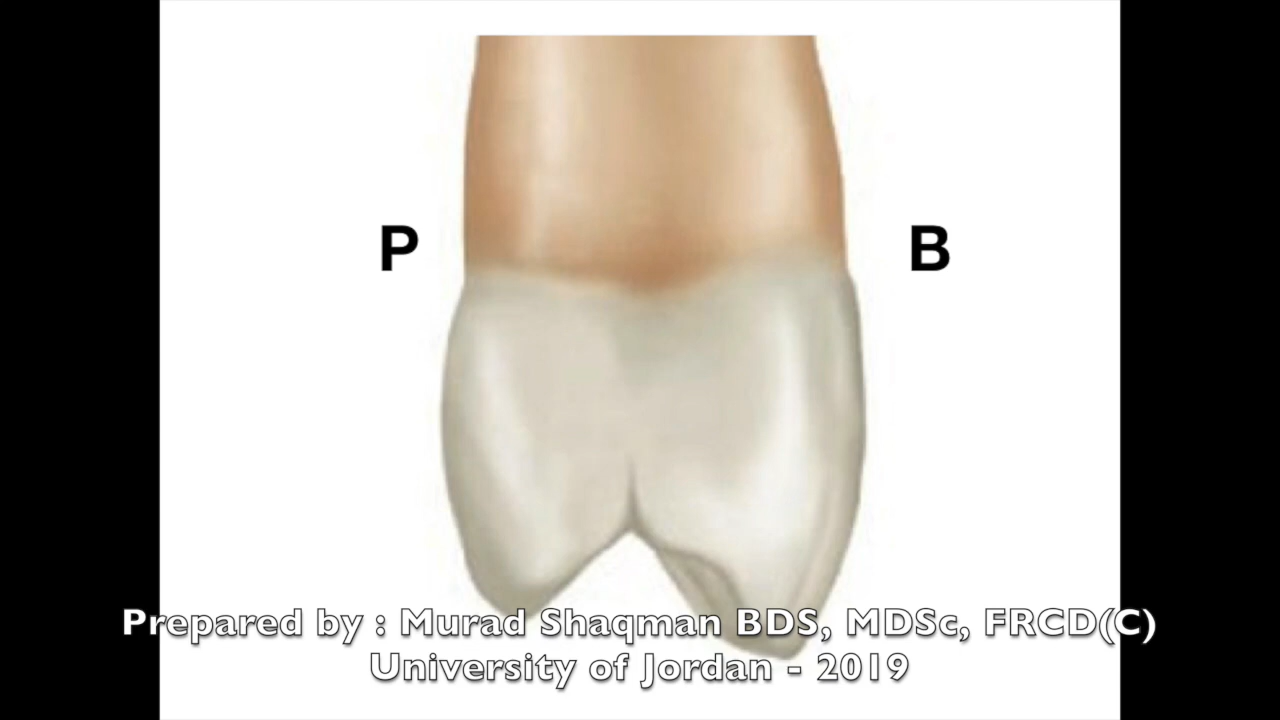 P
B
Prepared by : Murad Shaqman BDS, MDSc, FRCD(C)
University of Jordan - 2019